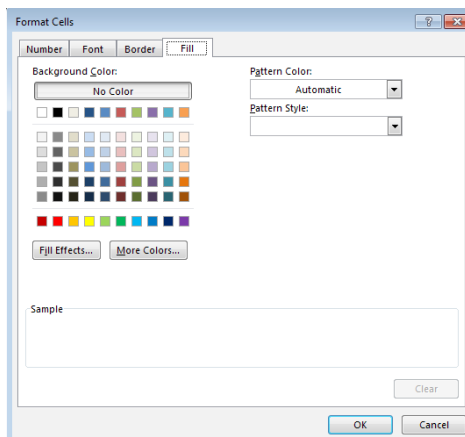 Format Cells
Number Font Border Fill
Background Color:
No Color
Pattern Color:
Automatic
Pattern Style:
Fill Effects... More Colors...
Sample
Clear
OK Cancel